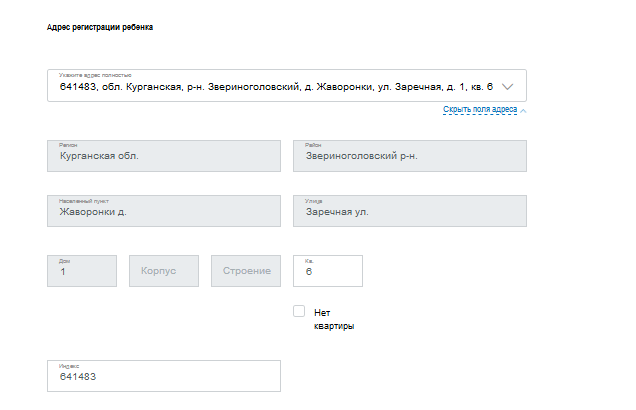 Адрес регистрации ребенка
Укажите адрес полностью
641483, обл. Курганская, р-н. Звериноголовский, д. Жаворонки, ул. Заречная, д. 1, кв. 6
Скрыть поля адреса
Регион
Район
Курганская обл.
Звериноголовский р-н.
Населенный пункт
Улица
Жаворонки д.
Заречная ул.
Дом
Кв.
1
Корпус
Строение
6
Нет
квартиры
Индекс
641483